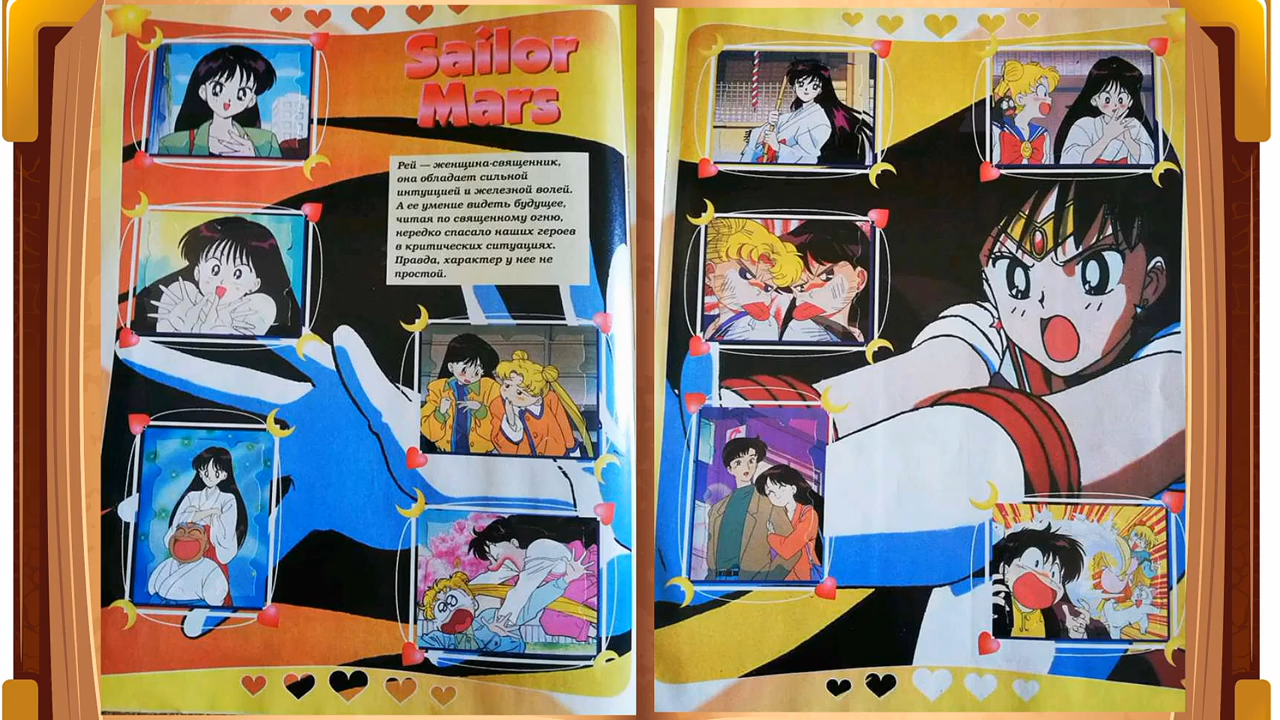 Sailor
Mars
Рей — женщина-священник,
она обладает сильной
интуицией и железной волей.
А ее умение видеть будущее,
читая по священному огню,
нередко спасало наших героев
в критических ситуациях.
Правда, характер у нее не
простой.